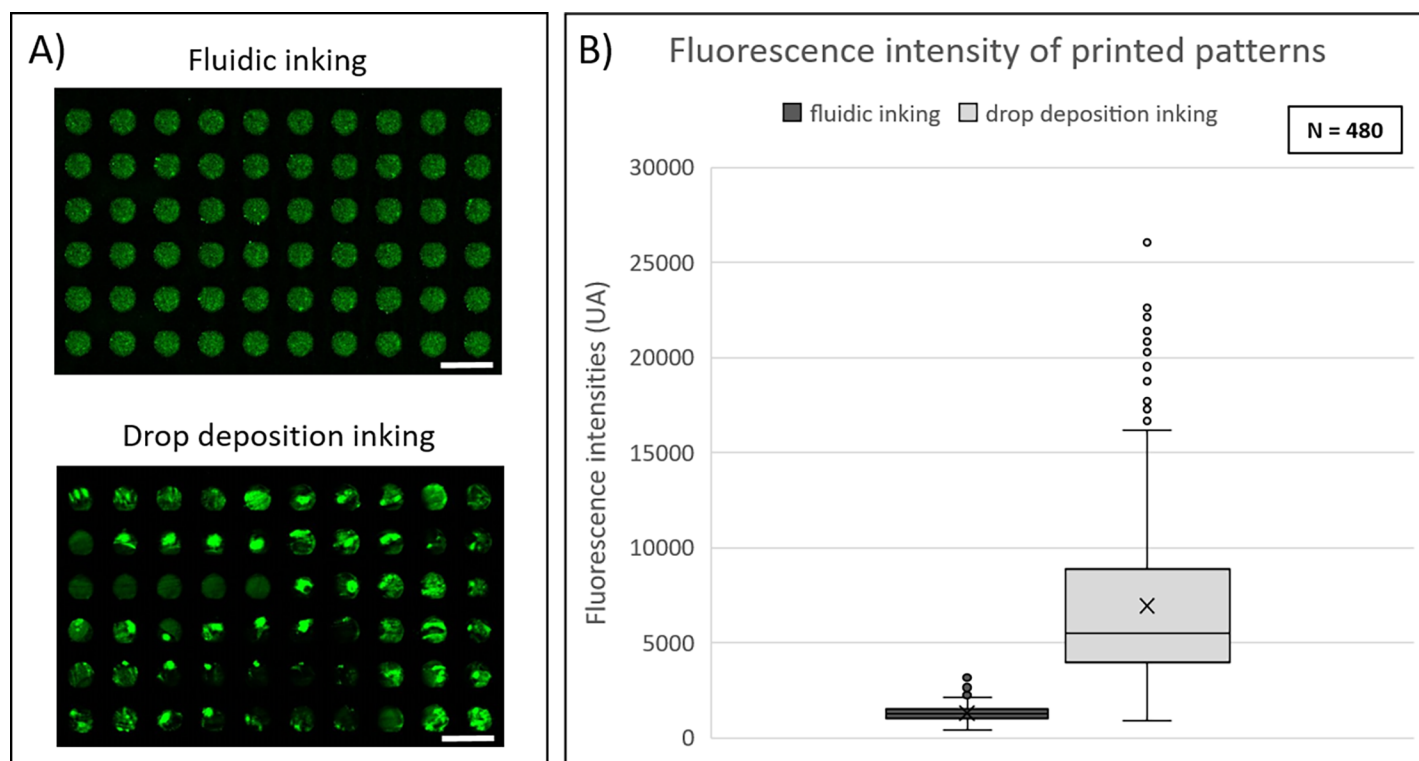 A)
Fluidic inking
Drop deposition inking
B)
Fluorescence intensity of printed patterns
fluidic inking
drop deposition inking
N = 480
Fluorescence intensities (UA)
30000
25000
20000
15000
10000
5000
0